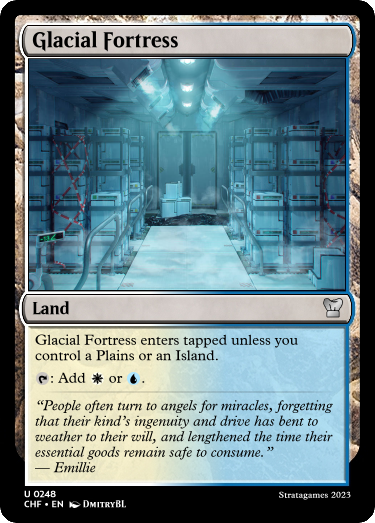 Glacial Fortress
Land
Glacial Fortress enters tapped unless you
control a Plains or an Island.
: Add or .
“People often turn to angels for miracles, forgetting
that their kind's ingenuity and drive has bent to
weather to their will, and lengthened the time their
essential goods remain safe to consume.”
— Emillie
U 0248
CHF • EN DmitryBL
Stratagames 2023